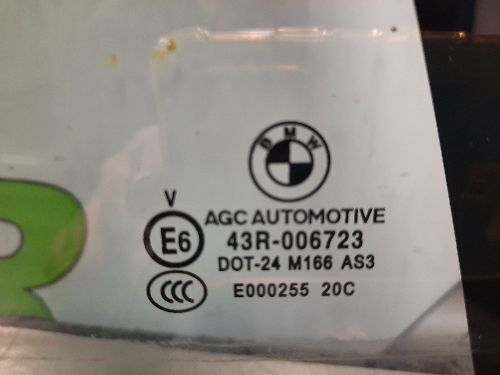 BMW
V
AGC AUTOMOTIVE
E6
43R-006723
DOT-24 M166 AS3
CCC
E000255 20C